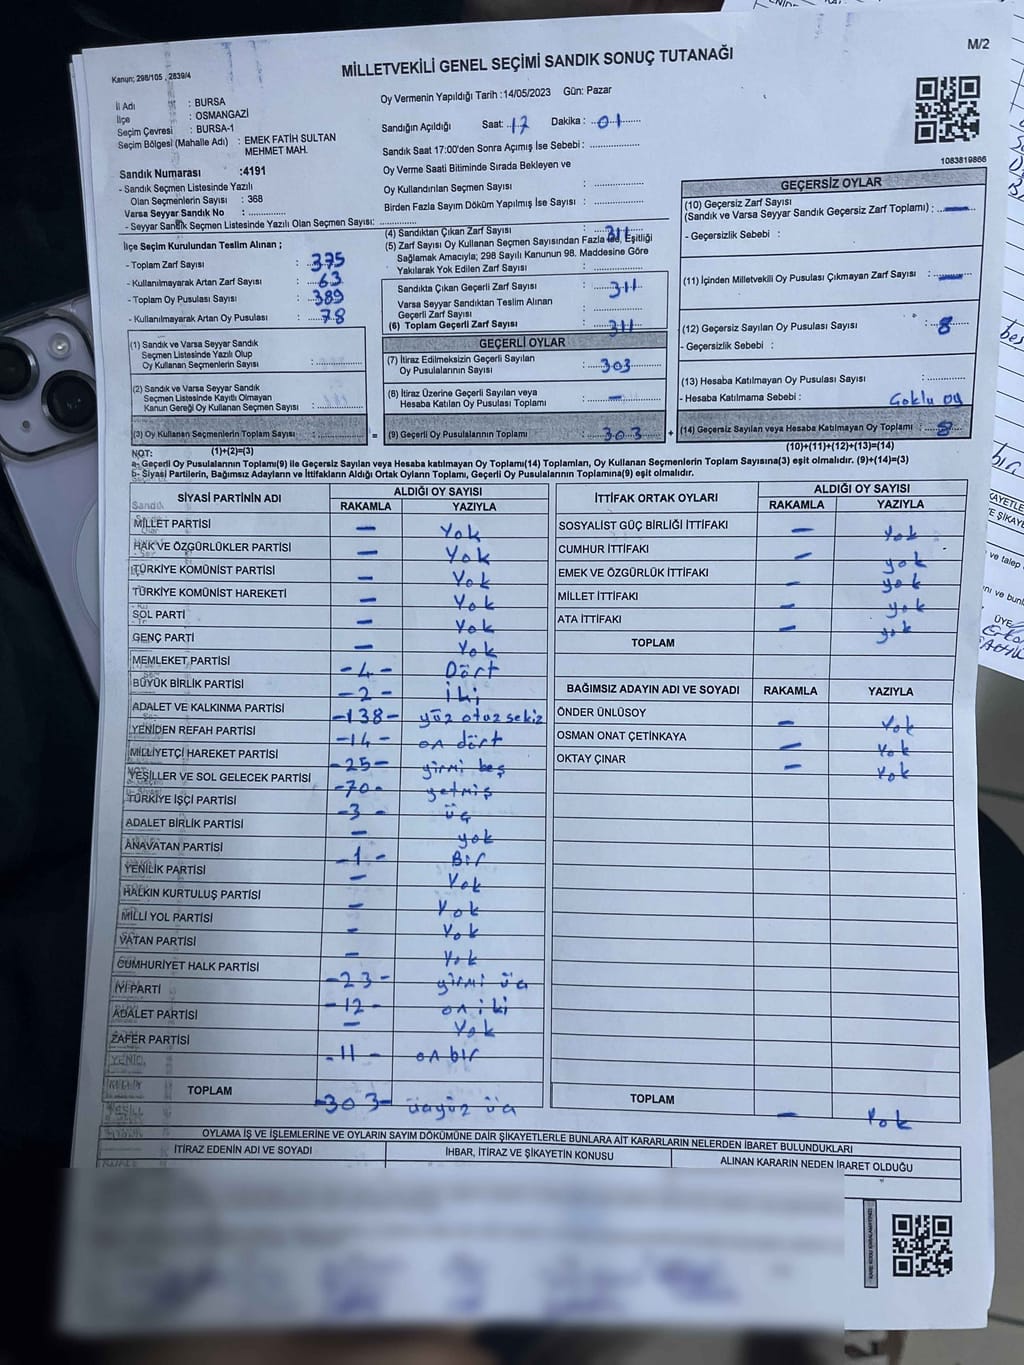 M/2
Kanun; 298/105 , 2839/4
MİLLETVEKİLİ GENEL SEÇİMİ SANDIK SONUÇ TUTANAĞI
İl Adı : BURSA
İlçe : OSMANGAZİ
Seçim Çevresi : BURSA-1
Seçim Bölgesi (Mahalle Adı) : EMEK FATİH SULTAN
MEHMET MAH.
Sandık Numarası :4191
- Sandık Seçmen Listesinde Yazılı
Olan Seçmenlerin Sayısı : 368
Varsa Seyyar Sandık No : ..............
- Seyyar Sandık Seçmen Listesinde Yazılı Olan Seçmen Sayısı: ..............
Oy Vermenin Yapıldığı Tarih :14/05/2023 Gün: Pazar
Sandığın Açıldığı Saat: 17 Dakika : 01
Sandık Saat 17:00'den Sonra Açımış İse Sebebi : ..............
Oy Verme Saati Bitiminde Sırada Bekleyen ve
Oy Kullandırılan Seçmen Sayısı : ..............
Birden Fazla Sayım Döküm Yapılmış İse Sayısı : ..............
1083819866
İlçe Seçim Kurulundan Teslim Alınan ;
- Toplam Zarf Sayısı : 375
- Kullanılmayarak Artan Zarf Sayısı : 63
- Toplam Oy Pusulası Sayısı : 389
- Kullanılmayarak Artan Oy Pusulası : 78
(1) Sandık ve Varsa Seyyar Sandık
Seçmen Listesinde Yazılı Olup
Oy Kullanan Seçmenlerin Sayısı : ..............
(2) Sandık ve Varsa Seyyar Sandık
Seçmen Listesinde Kayıtlı Olmayan
Kanun Gereği Oy Kullanan Seçmen Sayısı : ..............
(3) Oy Kullanan Seçmenlerin Toplam Sayısı : ..............
(1)+(2)=(3)
(4) Sandıktan Çıkan Zarf Sayısı : 311
(5) Zarf Sayısı Oy Kullanan Seçmen Sayısından Fazla ise, Eşitliği
Sağlamak Amacıyla; 298 Sayılı Kanunun 98. Maddesine Göre
Yakılarak Yok Edilen Zarf Sayısı : ..............
Sandıkta Çıkan Geçerli Zarf Sayısı : 311
Varsa Seyyar Sandıktan Teslim Alınan
Geçerli Zarf Sayısı : ..............
(6) Toplam Geçerli Zarf Sayısı : 311
GEÇERLİ OYLAR
(7) İtiraz Edilmeksizin Geçerli Sayılan
Oy Pusulalarının Sayısı : 303
(8) İtiraz Üzerine Geçerli Sayılan veya
Hesaba Katılan Oy Pusulası Toplamı : -
= (9) Geçerli Oy Pusulalarının Toplamı : 303 +
GEÇERSİZ OYLAR
(10) Geçersiz Zarf Sayısı
(Sandık ve Varsa Seyyar Sandık Geçersiz Zarf Toplamı) : -
- Geçersizlik Sebebi :
(11) İçinden Milletvekili Oy Pusulası Çıkmayan Zarf Sayısı : -
(12) Geçersiz Sayılan Oy Pusulası Sayısı : 8
- Geçersizlik Sebebi :
(13) Hesaba Katılmayan Oy Pusulası Sayısı : ..............
- Hesaba Katılmama Sebebi : Çoklu oy
(14) Geçersiz Sayılan veya Hesaba Katılmayan Oy Toplamı : 8
(10)+(11)+(12)+(13)=(14)
NOT:
a- Geçerli Oy Pusulalarının Toplamı(9) ile Geçersiz Sayılan veya Hesaba katılmayan Oy Toplamı(14) Toplamları, Oy Kullanan Seçmenlerin Toplam Sayısına(3) eşit olmalıdır. (9)+(14)=(3)
b- Siyasi Partilerin, Bağımsız Adayların ve İttifakların Aldığı Ortak Oyların Toplamı, Geçerli Oy Pusulalarının Toplamına(9) eşit olmalıdır.
SİYASİ PARTİNİN ADI ALDIĞI OY SAYISI
RAKAMLA YAZIYLA
MİLLET PARTİSİ - Yok
HAK VE ÖZGÜRLÜKLER PARTİSİ - Yok
TÜRKİYE KOMÜNİST PARTİSİ - Yok
TÜRKİYE KOMÜNİST HAREKETİ - Yok
SOL PARTİ - Yok
GENÇ PARTİ - Yok
MEMLEKET PARTİSİ -4- Dört
BÜYÜK BİRLİK PARTİSİ -2- İki
ADALET VE KALKINMA PARTİSİ -138- yüz otuz sekiz
YENİDEN REFAH PARTİSİ -14- on dört
MİLLİYETÇİ HAREKET PARTİSİ -25- yirmi beş
YEŞİLLER VE SOL GELECEK PARTİSİ -70- yetmiş
TÜRKİYE İŞÇİ PARTİSİ -3- üç
ADALET BİRLİK PARTİSİ - yok
ANAVATAN PARTİSİ -1- Bir
YENİLİK PARTİSİ - Yok
HALKIN KURTULUŞ PARTİSİ - Yok
MİLLİ YOL PARTİSİ - Yok
VATAN PARTİSİ - Yok
CUMHURİYET HALK PARTİSİ -23- yirmi üç
İYİ PARTİ -12- on iki
ADALET PARTİSİ - Yok
ZAFER PARTİSİ -11- on bir
TOPLAM -303- üçyüz üç
İTTİFAK ORTAK OYLARI ALDIĞI OY SAYISI
RAKAMLA YAZIYLA
SOSYALİST GÜÇ BİRLİĞİ İTTİFAKI - Yok
CUMHUR İTTİFAKI - yok
EMEK VE ÖZGÜRLÜK İTTİFAKI - yok
MİLLET İTTİFAKI - yok
ATA İTTİFAKI - yok
TOPLAM
BAĞIMSIZ ADAYIN ADI VE SOYADI RAKAMLA YAZIYLA
ÖNDER ÜNLÜSOY - Yok
OSMAN ONAT ÇETİNKAYA - Yok
OKTAY ÇINAR - Yok
TOPLAM - Yok
OYLAMA İŞ VE İŞLEMLERİNE VE OYLARIN SAYIM DÖKÜMÜNE DAİR ŞİKAYETLERLE BUNLARA AİT KARARLARIN NELERDEN İBARET BULUNDUKLARI
İTİRAZ EDENİN ADI VE SOYADI İHBAR, İTİRAZ VE ŞİKAYETİN KONUSU ALINAN KARARIN NEDEN İBARET OLDUĞU